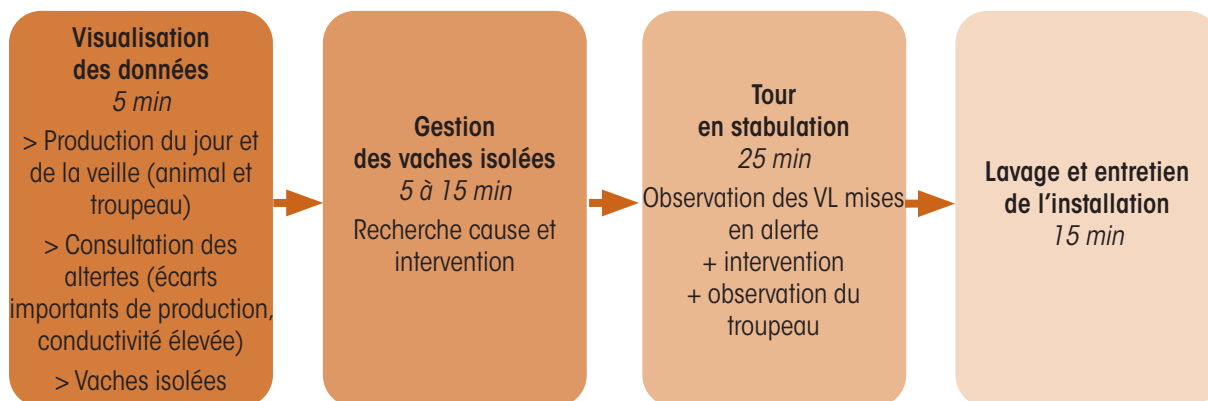 Visualisation
des données
5 min
> Production du jour et
de la veille (animal et
troupeau)
> Consultation des
altertes (écarts
importants de production,
conductivité élevée)
> Vaches isolées
Gestion
des vaches isolées
5 à 15 min
Recherche cause et
intervention
Tour
en stabulation
25 min
Observation des VL mises
en alerte
+ intervention
+ observation du
troupeau
Lavage et entretien
de l’installation
15 min